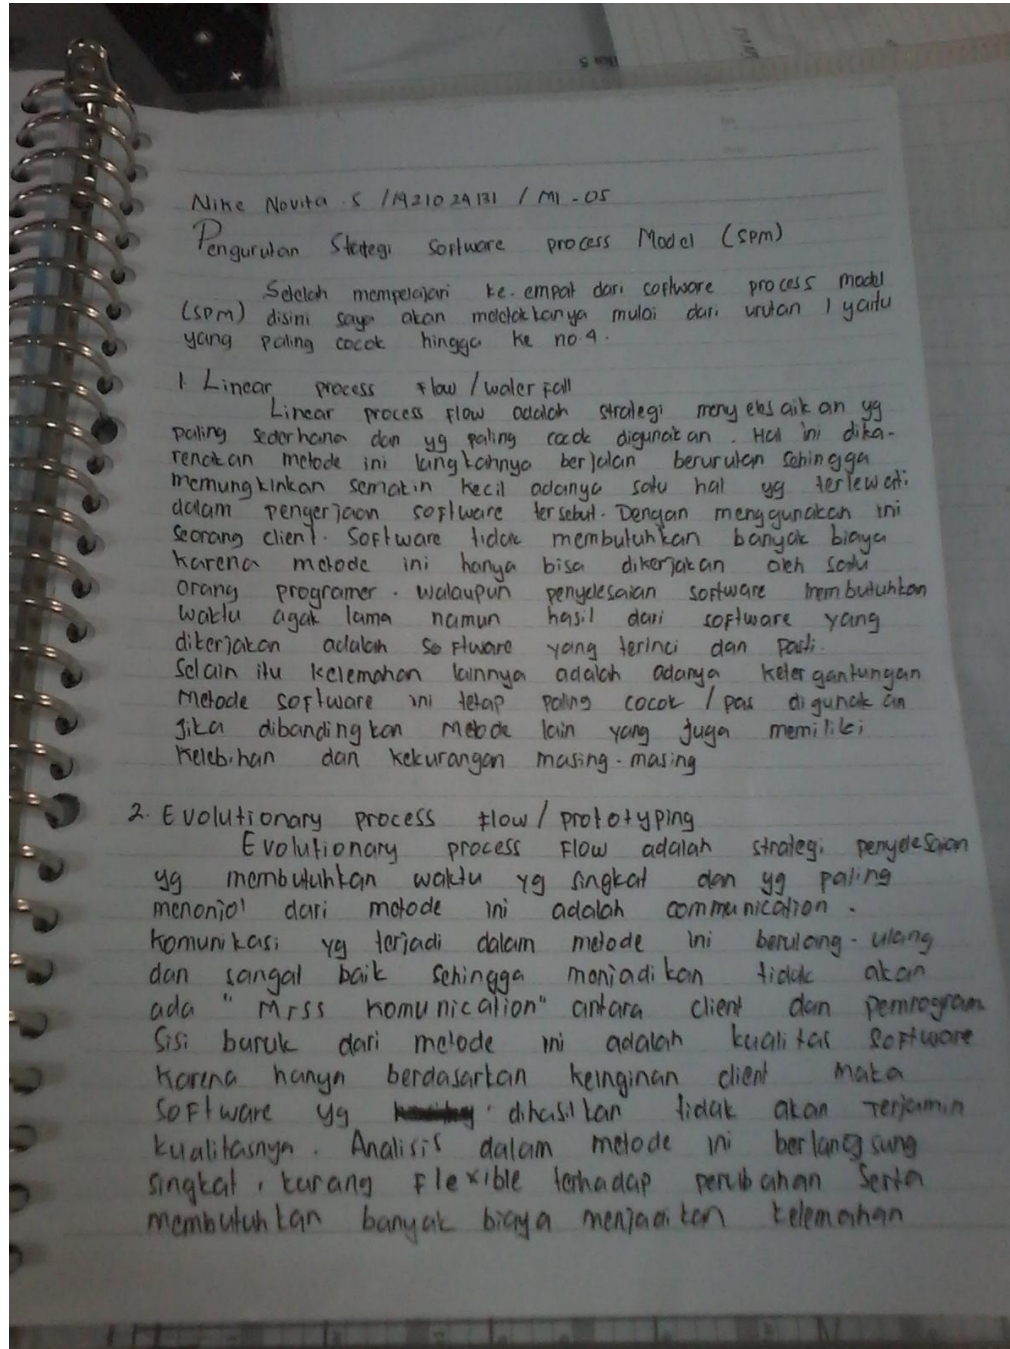 Nike Novita S / 1421024131 / MI - 05
Pengurutan Strategi Software process Model (SPM)
Setelah mempelajari ke-empat dari software process model
(SPM) disini saya akan meletakkanya mulai dari urutan 1 yaitu
yang paling cocok hingga ke no 4.
1. Linear process flow / waterfall
Linear process flow adalah strategi menyelesaikan yg
paling sederhana dan yg paling cocok digunakan. Hal ini dika-
renakan metode ini langkahnya berjalan berurutan sehingga
memungkinkan semakin kecil adanya satu hal yg terlewati
dalam pengerjaan software tersebut. Dengan menggunakan ini
seorang client. Software tidak membutuhkan banyak biaya
karena metode ini hanya bisa dikerjakan oleh satu
orang programer. walaupun penyelesaian software membutuhkan
waktu agak lama namun hasil dari software yang
dikerjakan adalah software yang terinci dan pasti.
Selain itu kelemahan lainnya adalah adanya ketergantungan
Metode software ini tetap paling cocok / pas digunakan
Jika dibandingkan Metode lain yang juga memiliki
kelebihan dan kekurangan masing-masing
2. Evolutionary process flow / prototyping
Evolutionary process flow adalah strategi penyelesaian
yg membutuhkan waktu yg singkat dan yg paling
menonjol dari metode ini adalah communication.
Komunikasi yg terjadi dalam metode ini berulang-ulang
dan sangat baik sehingga menjadikan tidak akan
ada "Mrss komunication" antara client dan pemrogram
Sisi buruk dari metode ini adalah kualitas software
Karena hanya berdasarkan keinginan client maka
software yg dihasilkan tidak akan terjamin
kualitasnya. Analisis dalam metode ini berlangsung
singkat, kurang flexible terhadap perubahan serta
membutuhkan banyak biaya menjadikan kelemahan